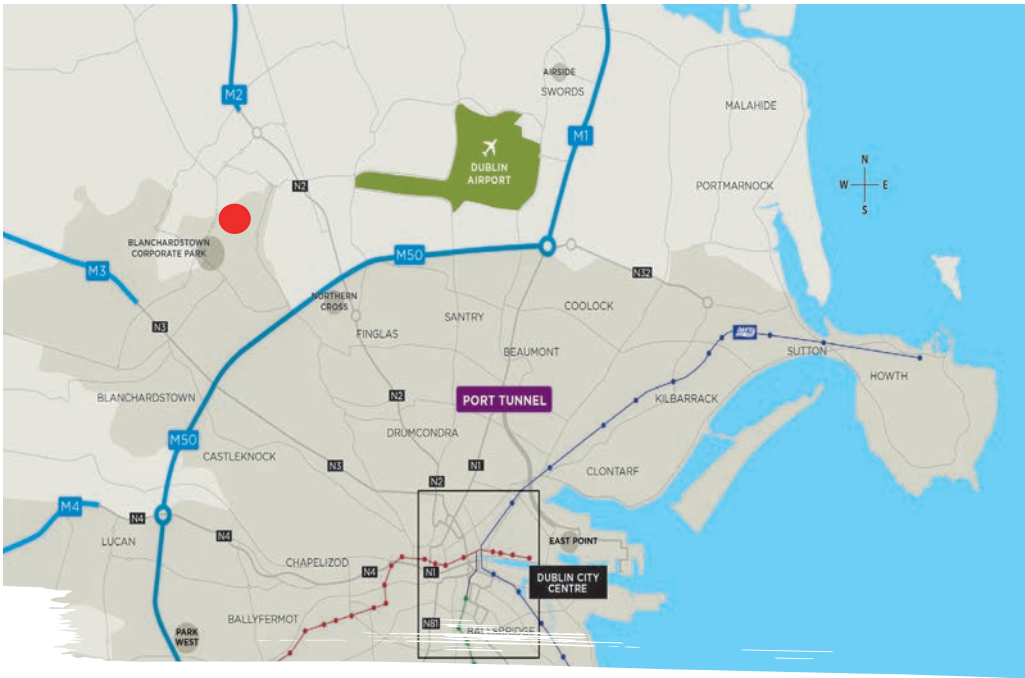 AIRSIDE
SWORDS
M2
MALAHIDE
M1
DUBLIN
AIRPORT
N
W E
S
N2
PORTMARNOCK
BLANCHARDSTOWN
CORPORATE PARK
M3
M50
N32
NORTHERN
CROSS
COOLOCK
SANTRY
N3
FINGLAS
BEAUMONT
SUTTON
HOWTH
BLANCHARDSTOWN
N2
PORT TUNNEL
KILBARRACK
DRUMCONDRA
M50
CASTLEKNOCK
N3
N1
CLONTARF
N2
M4
N4
N4
LUCAN
EAST POINT
CHAPELIZOD
N4
N1
DUBLIN CITY
CENTRE
BALLYFERMOT
N81
BALLSBRIDGE
PARK
WEST